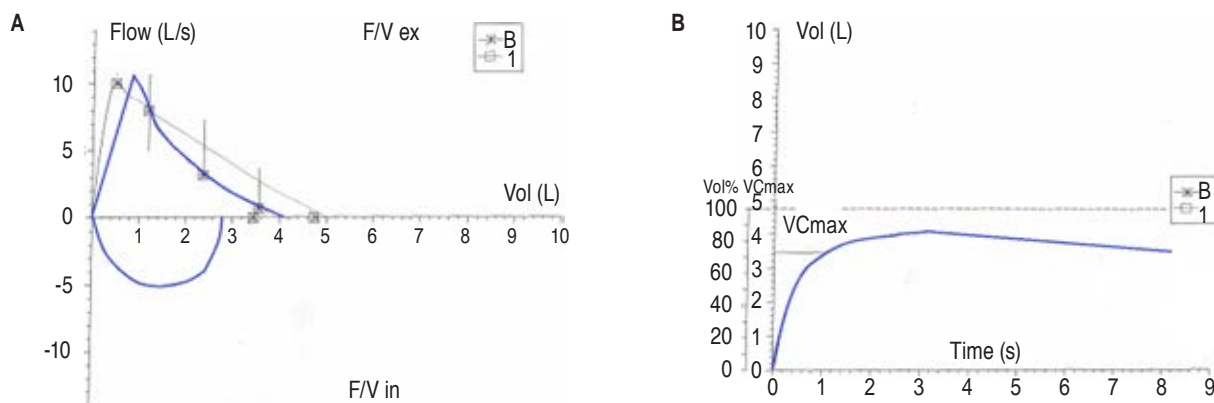 A
Flow (L/s)
F/V ex
B
1
10
5
Vol (L)
0
1 2 3 4 5 6 7 8 9 10
-5
-10
F/V in
B
Vol (L)
10
9
8
7
6
Vol% VCmax
B
1
100 5
VCmax
80 4
60 3
40 2
20 1
Time (s)
0 0
0 1 2 3 4 5 6 7 8 9